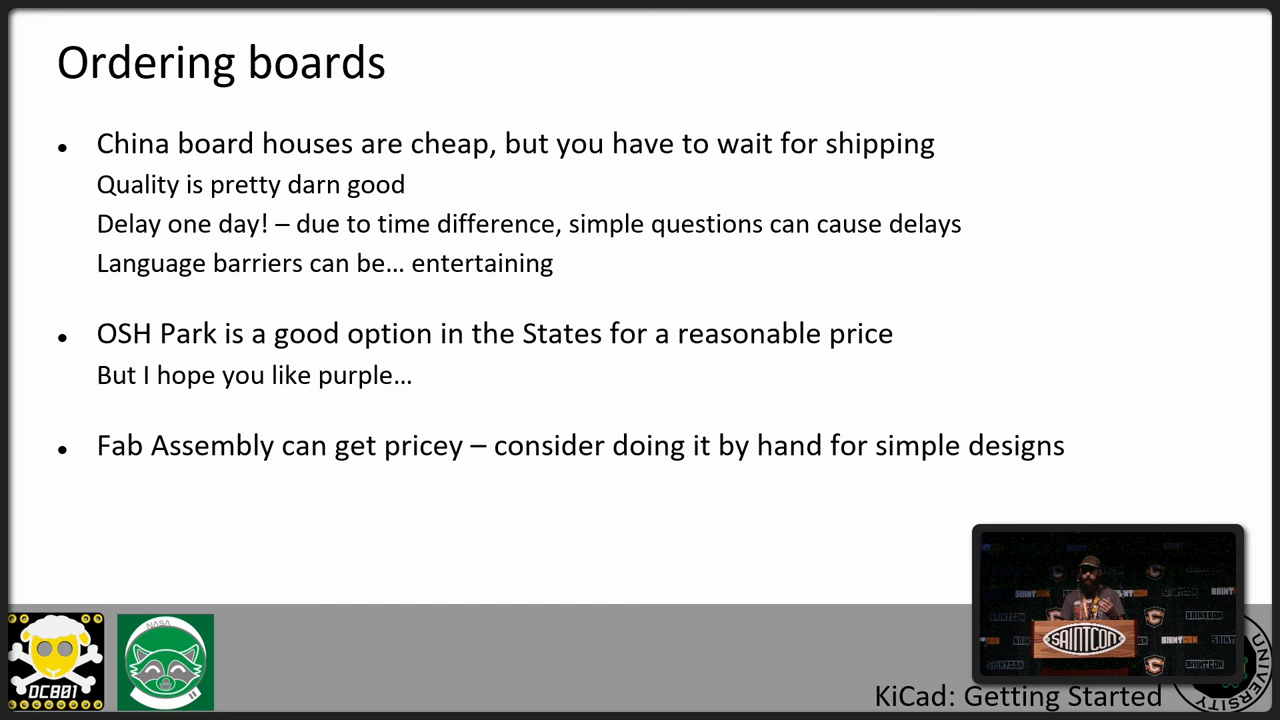 Ordering boards
• China board houses are cheap, but you have to wait for shipping
Quality is pretty darn good
Delay one day! – due to time difference, simple questions can cause delays
Language barriers can be… entertaining
• OSH Park is a good option in the States for a reasonable price
But I hope you like purple…
• Fab Assembly can get pricey – consider doing it by hand for simple designs
SAINTCON
SAINTCON
DC801
NASA
UNIVERSITY
KiCad: Getting Started